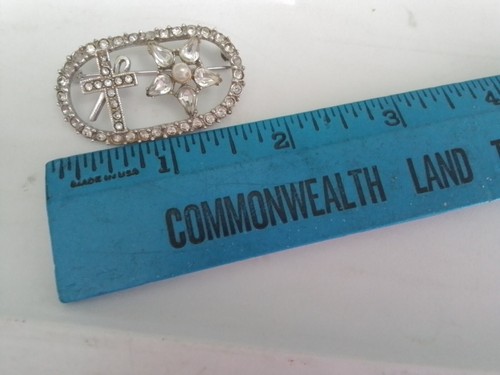 1 2 3 4
MADE IN USA
COMMONWEALTH LAND T